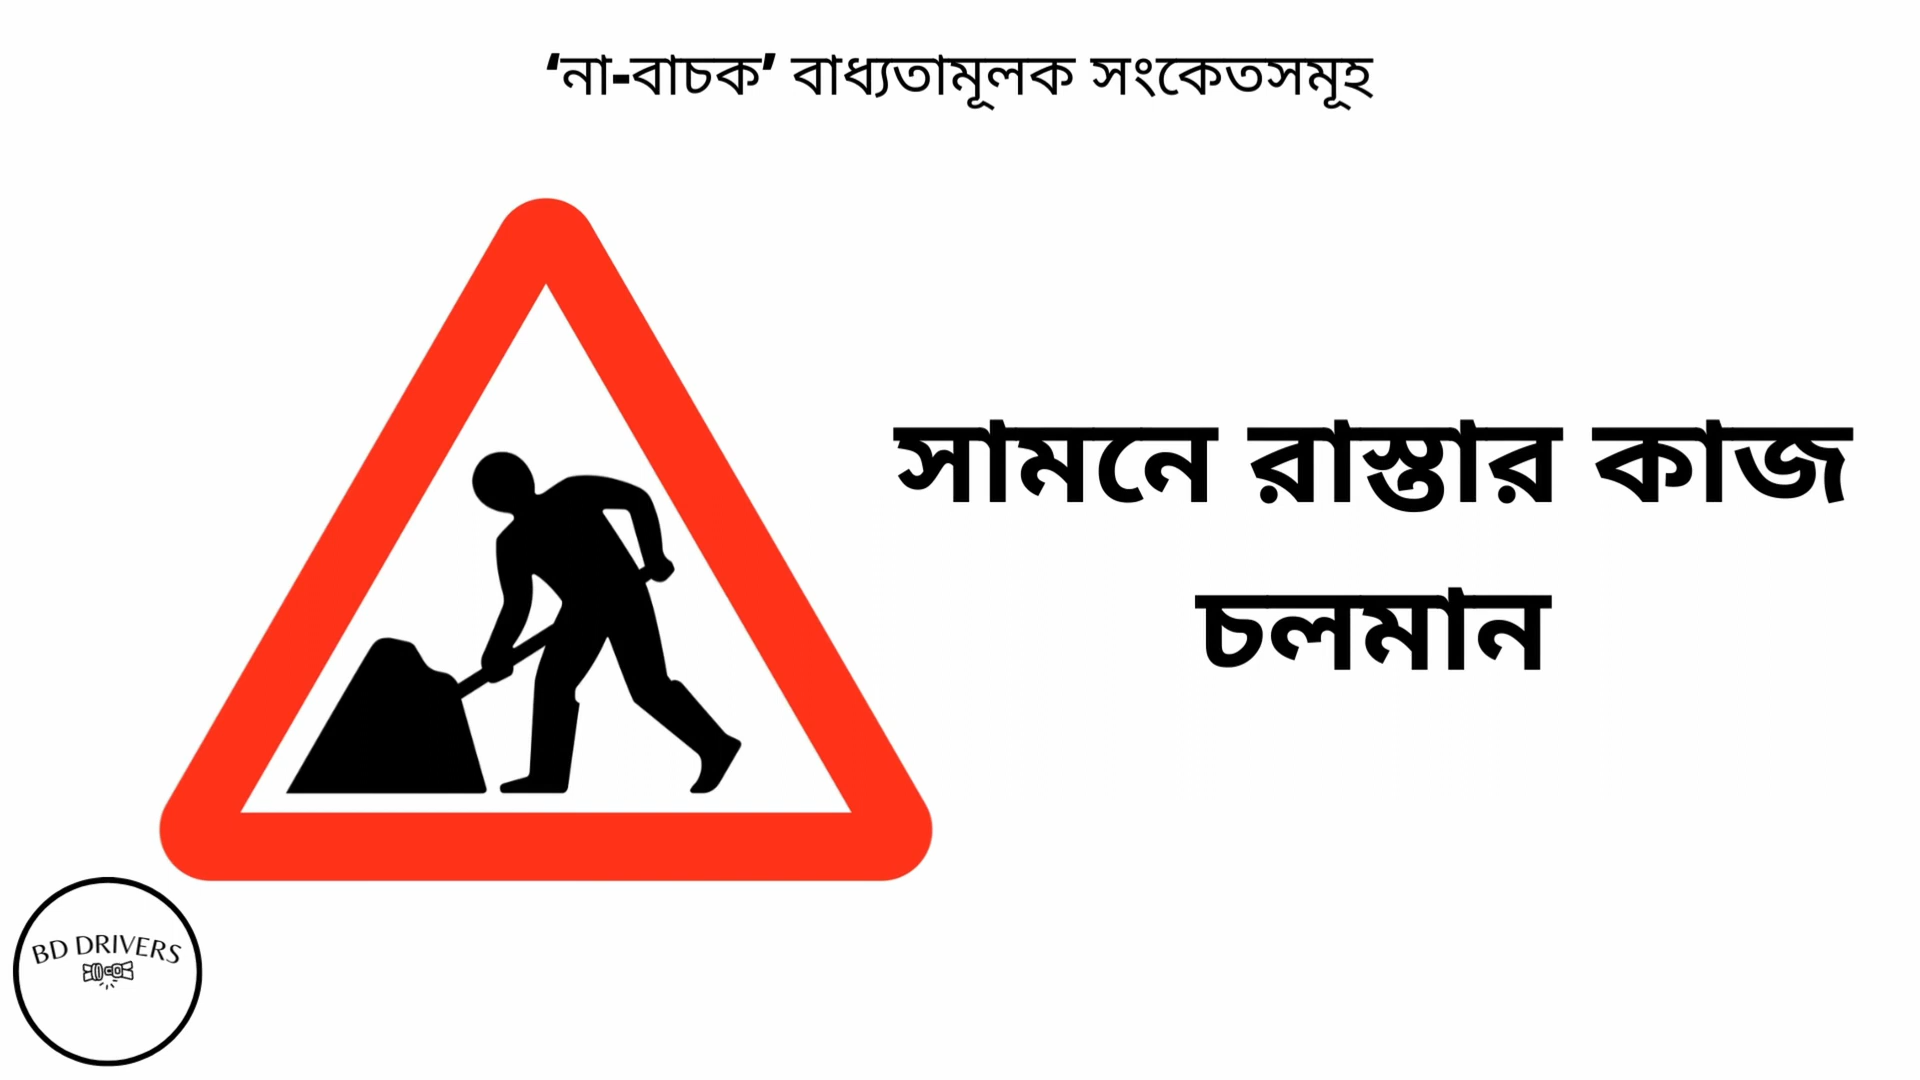 ‘না-বাচক’ বাধ্যতামূলক সংকেতসমূহ
সামনে রাস্তার কাজ
চলমান
BD DRIVERS